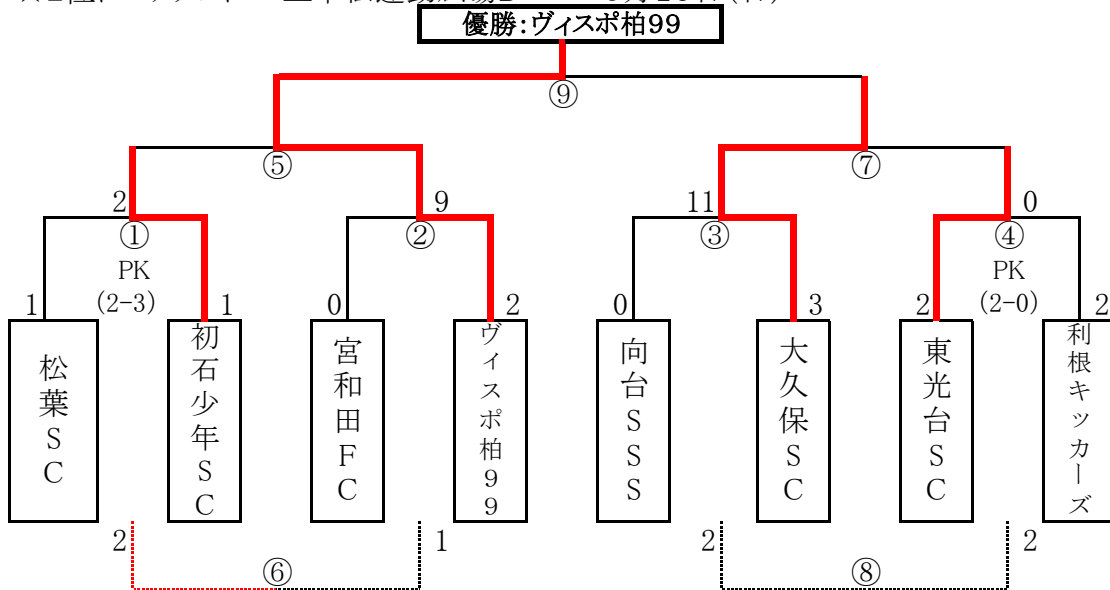 優勝:ヴィスポ柏99
⑨
⑤
⑦
2
9
11
0
①
②
③
④
PK
(2-3)
PK
(2-0)
1
1
0
2
0
3
2
2
松葉SC
初石少年SC
宮和田FC
ヴィスポ柏99
向台SSS
大久保SC
東光台SC
利根キッカーズ
2
1
2
2
⑥
⑧